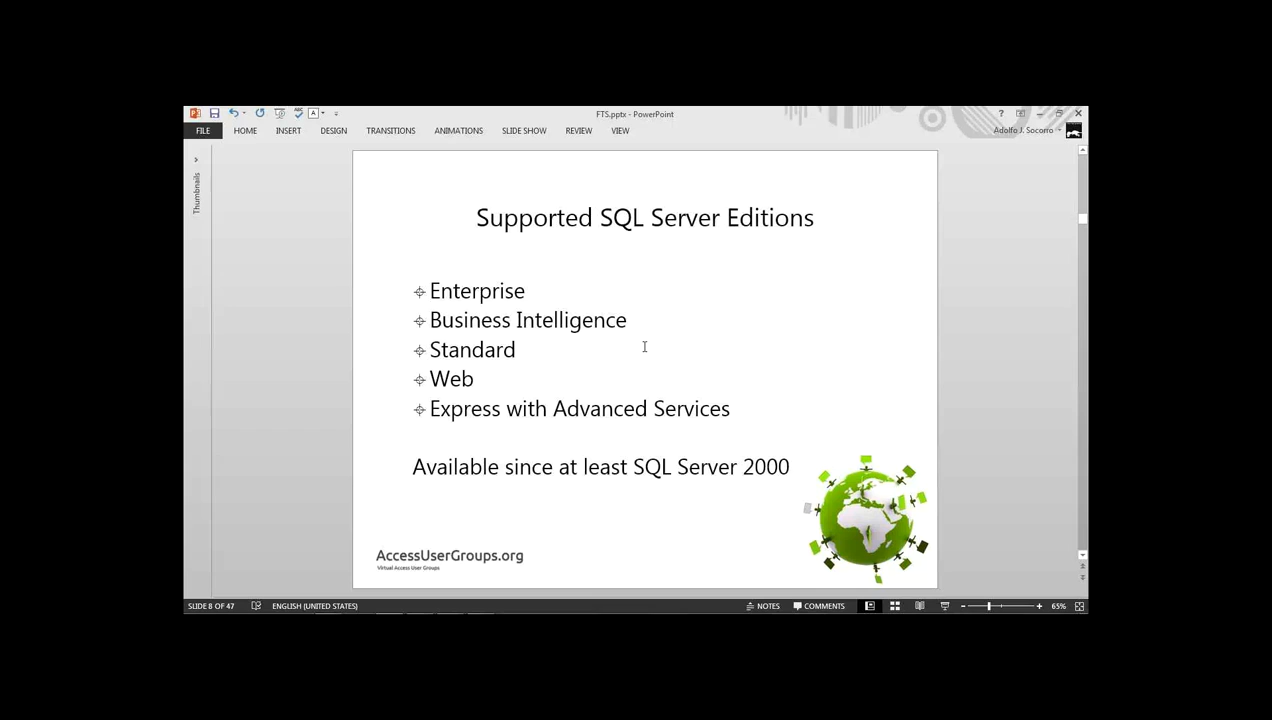 FTS.pptx - PowerPoint
FILE HOME INSERT DESIGN TRANSITIONS ANIMATIONS SLIDE SHOW REVIEW VIEW
Adolfo J. Socorro
Thumbnails
Supported SQL Server Editions
Enterprise
Business Intelligence
Standard
Web
Express with Advanced Services
Available since at least SQL Server 2000
AccessUserGroups.org
Virtual Access User Groups
SLIDE 8 OF 47 ENGLISH (UNITED STATES) NOTES COMMENTS 65%